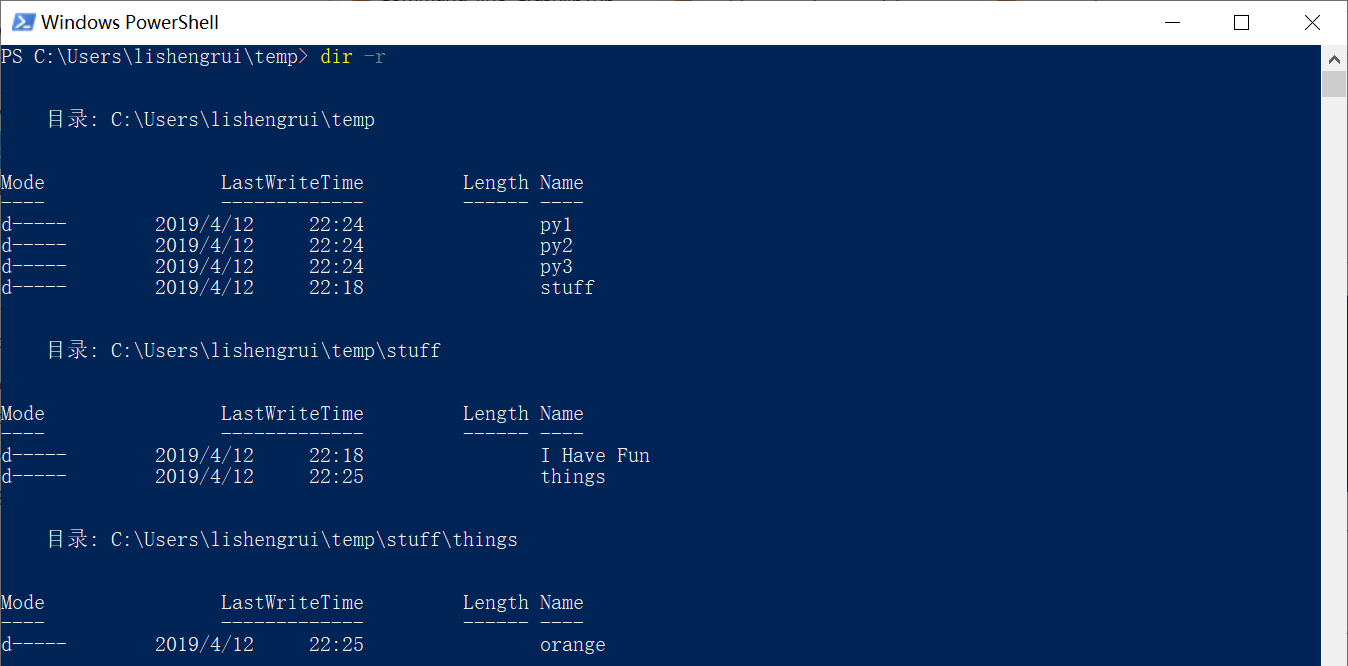 Windows PowerShell
PS C:\Users\lishengrui\temp> dir -r
目录: C:\Users\lishengrui\temp
Mode                LastWriteTime         Length Name
----                -------------         ------ ----
d-----        2019/4/12     22:24                py1
d-----        2019/4/12     22:24                py2
d-----        2019/4/12     22:24                py3
d-----        2019/4/12     22:18                stuff
目录: C:\Users\lishengrui\temp\stuff
Mode                LastWriteTime         Length Name
----                -------------         ------ ----
d-----        2019/4/12     22:18                I Have Fun
d-----        2019/4/12     22:25                things
目录: C:\Users\lishengrui\temp\stuff\things
Mode                LastWriteTime         Length Name
----                -------------         ------ ----
d-----        2019/4/12     22:25                orange